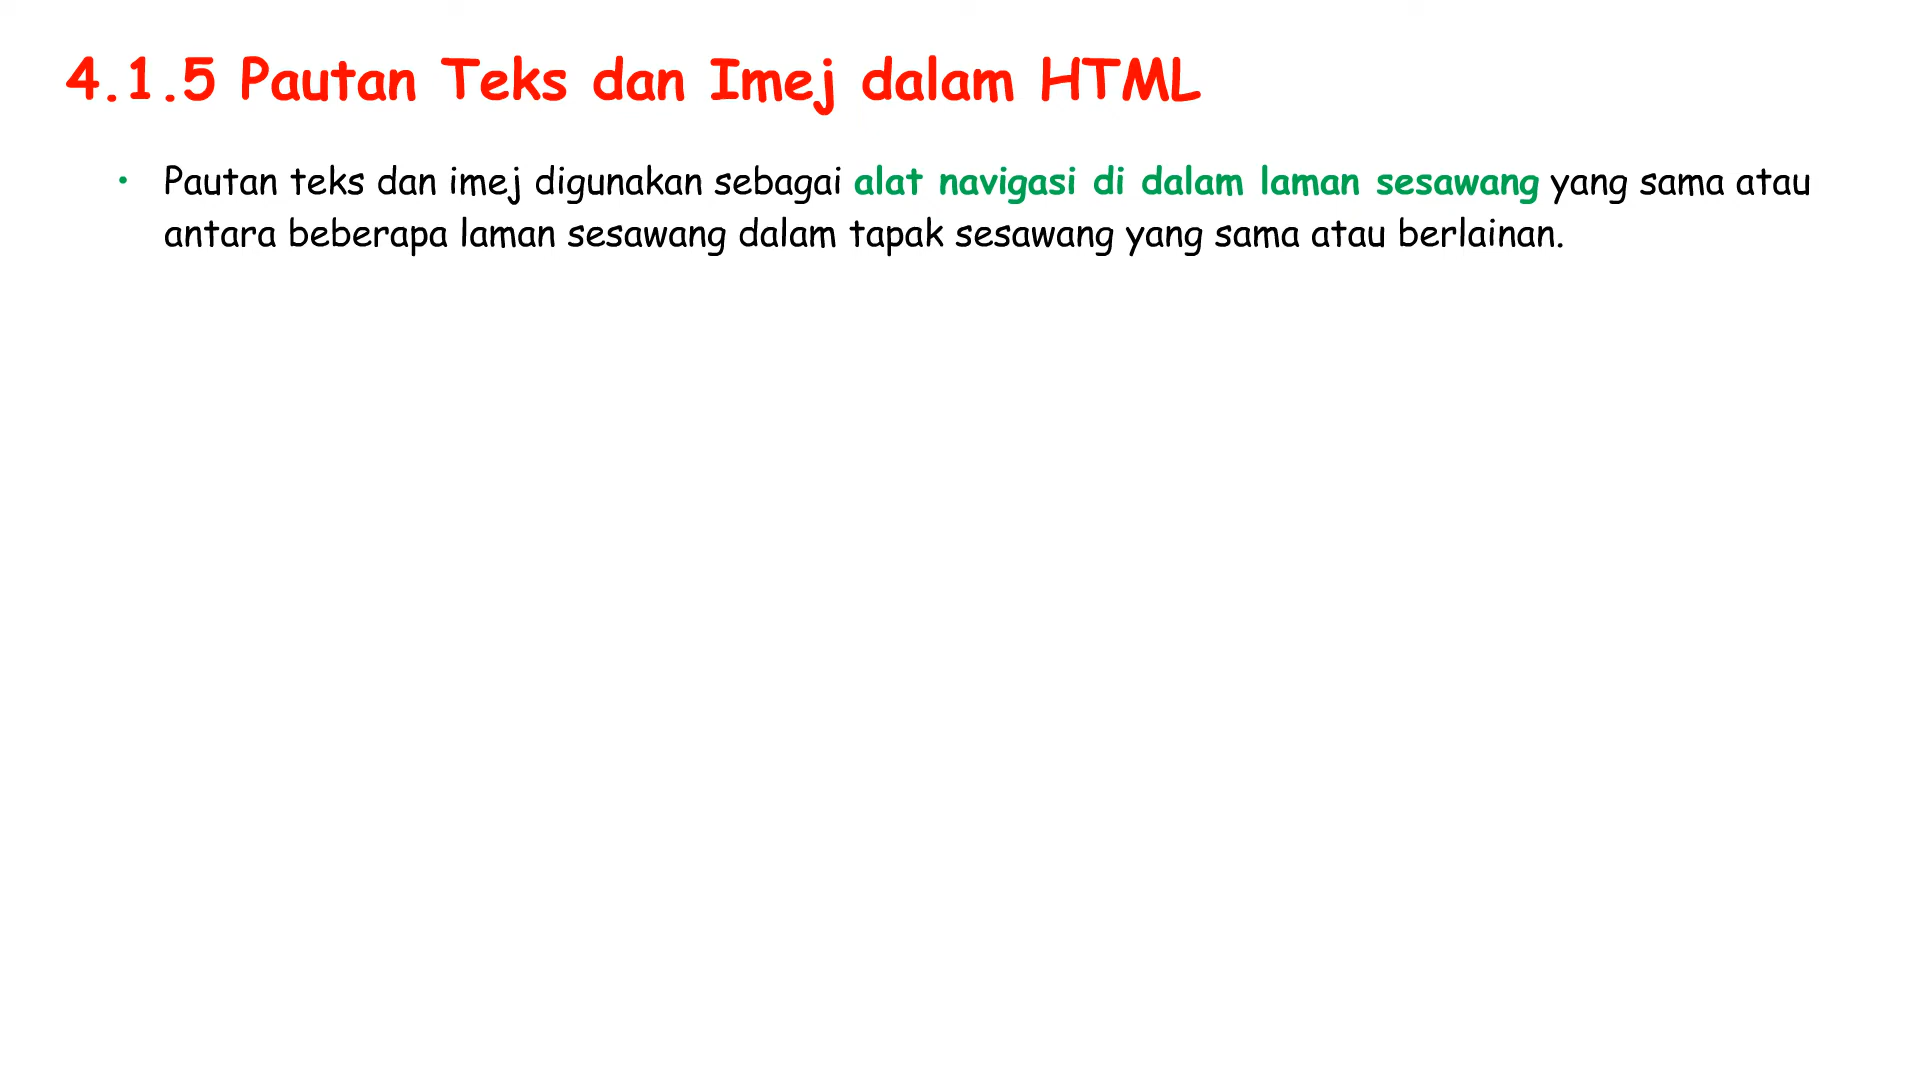 4.1.5 Pautan Teks dan Imej dalam HTML
• Pautan teks dan imej digunakan sebagai alat navigasi di dalam laman sesawang yang sama atau
antara beberapa laman sesawang dalam tapak sesawang yang sama atau berlainan.